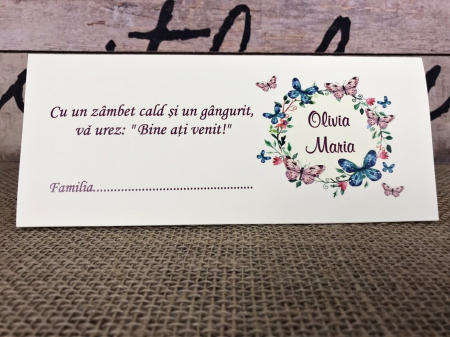 Cu un zâmbet cald și un gângurit,
vă urez: "Bine ați venit!"
Familia.............................................
Olivia
Maria